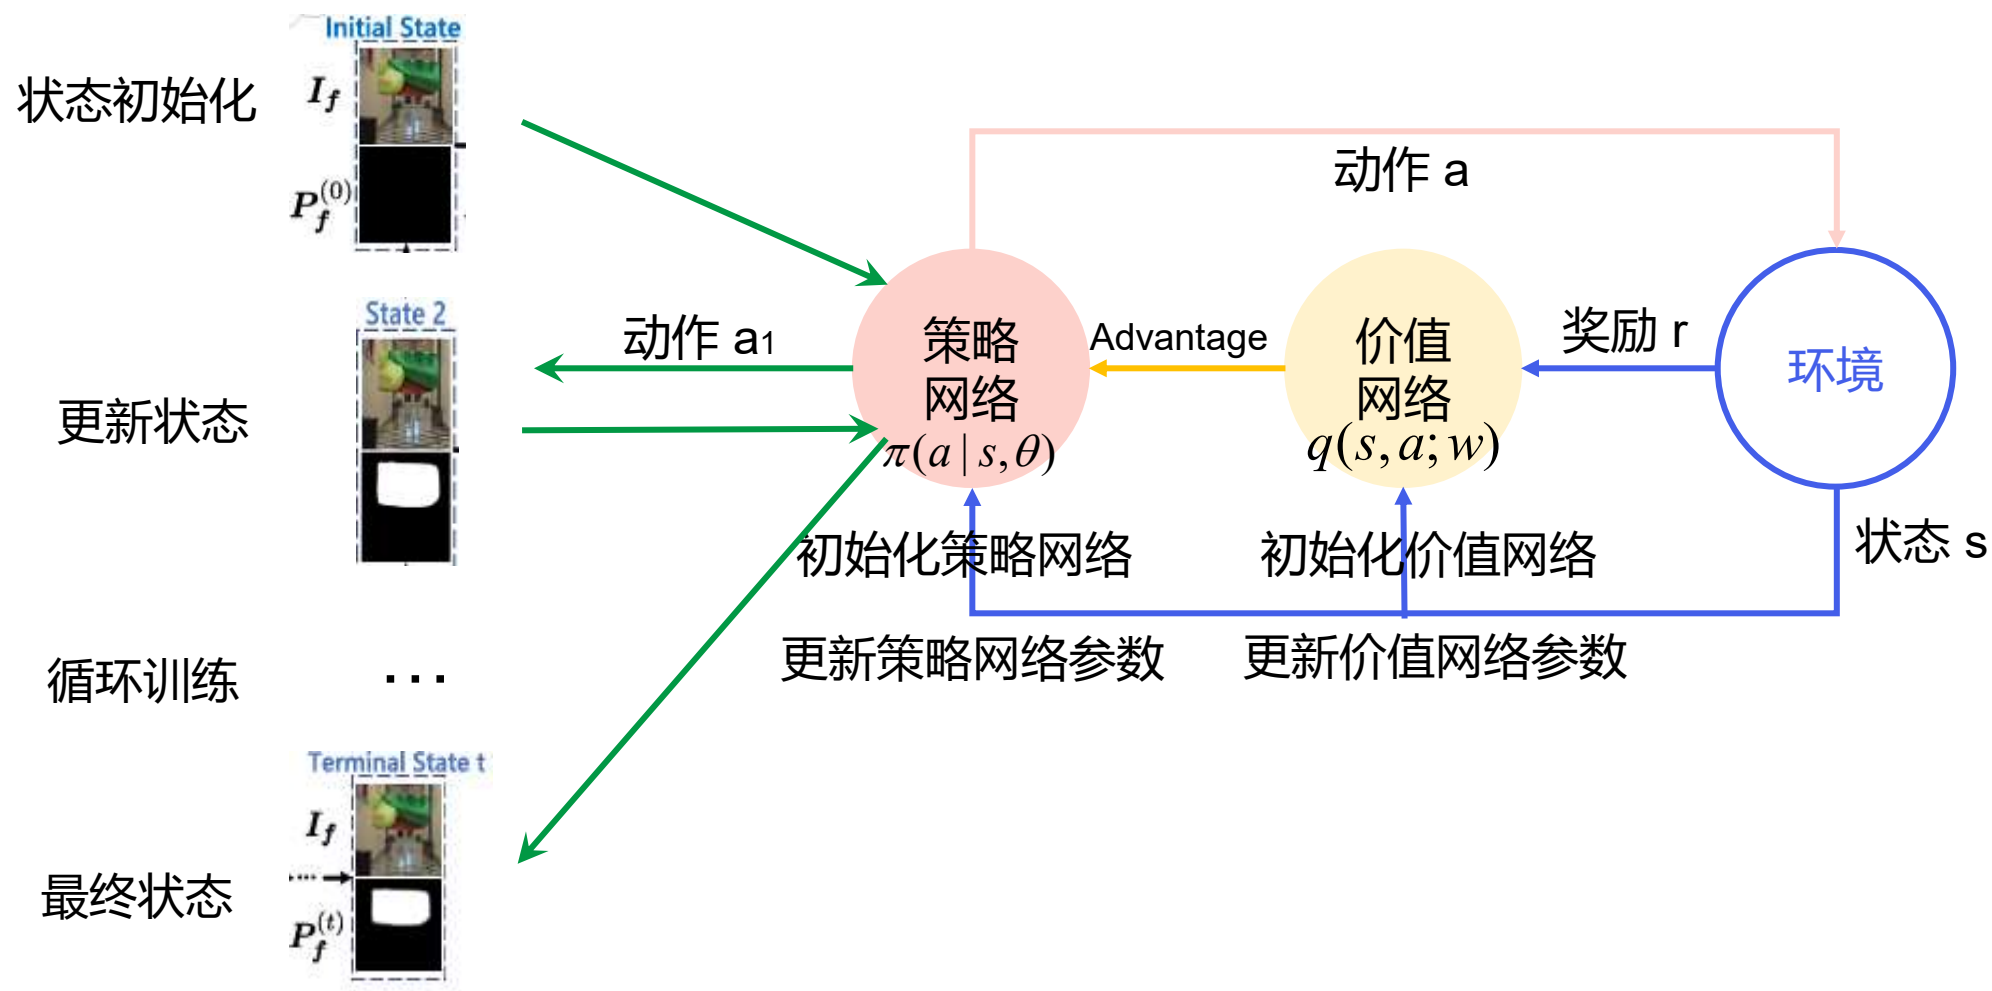 Initial State
状态初始化
I_f
P_f^(0)
动作 a
State 2
动作 a1
更新状态
策略
网络
π(a | s, θ)
Advantage
价值
网络
q(s, a; w)
奖励 r
环境
初始化策略网络
初始化价值网络
状态 s
更新策略网络参数
更新价值网络参数
循环训练
...
Terminal State t
I_f
最终状态
P_f^(t)